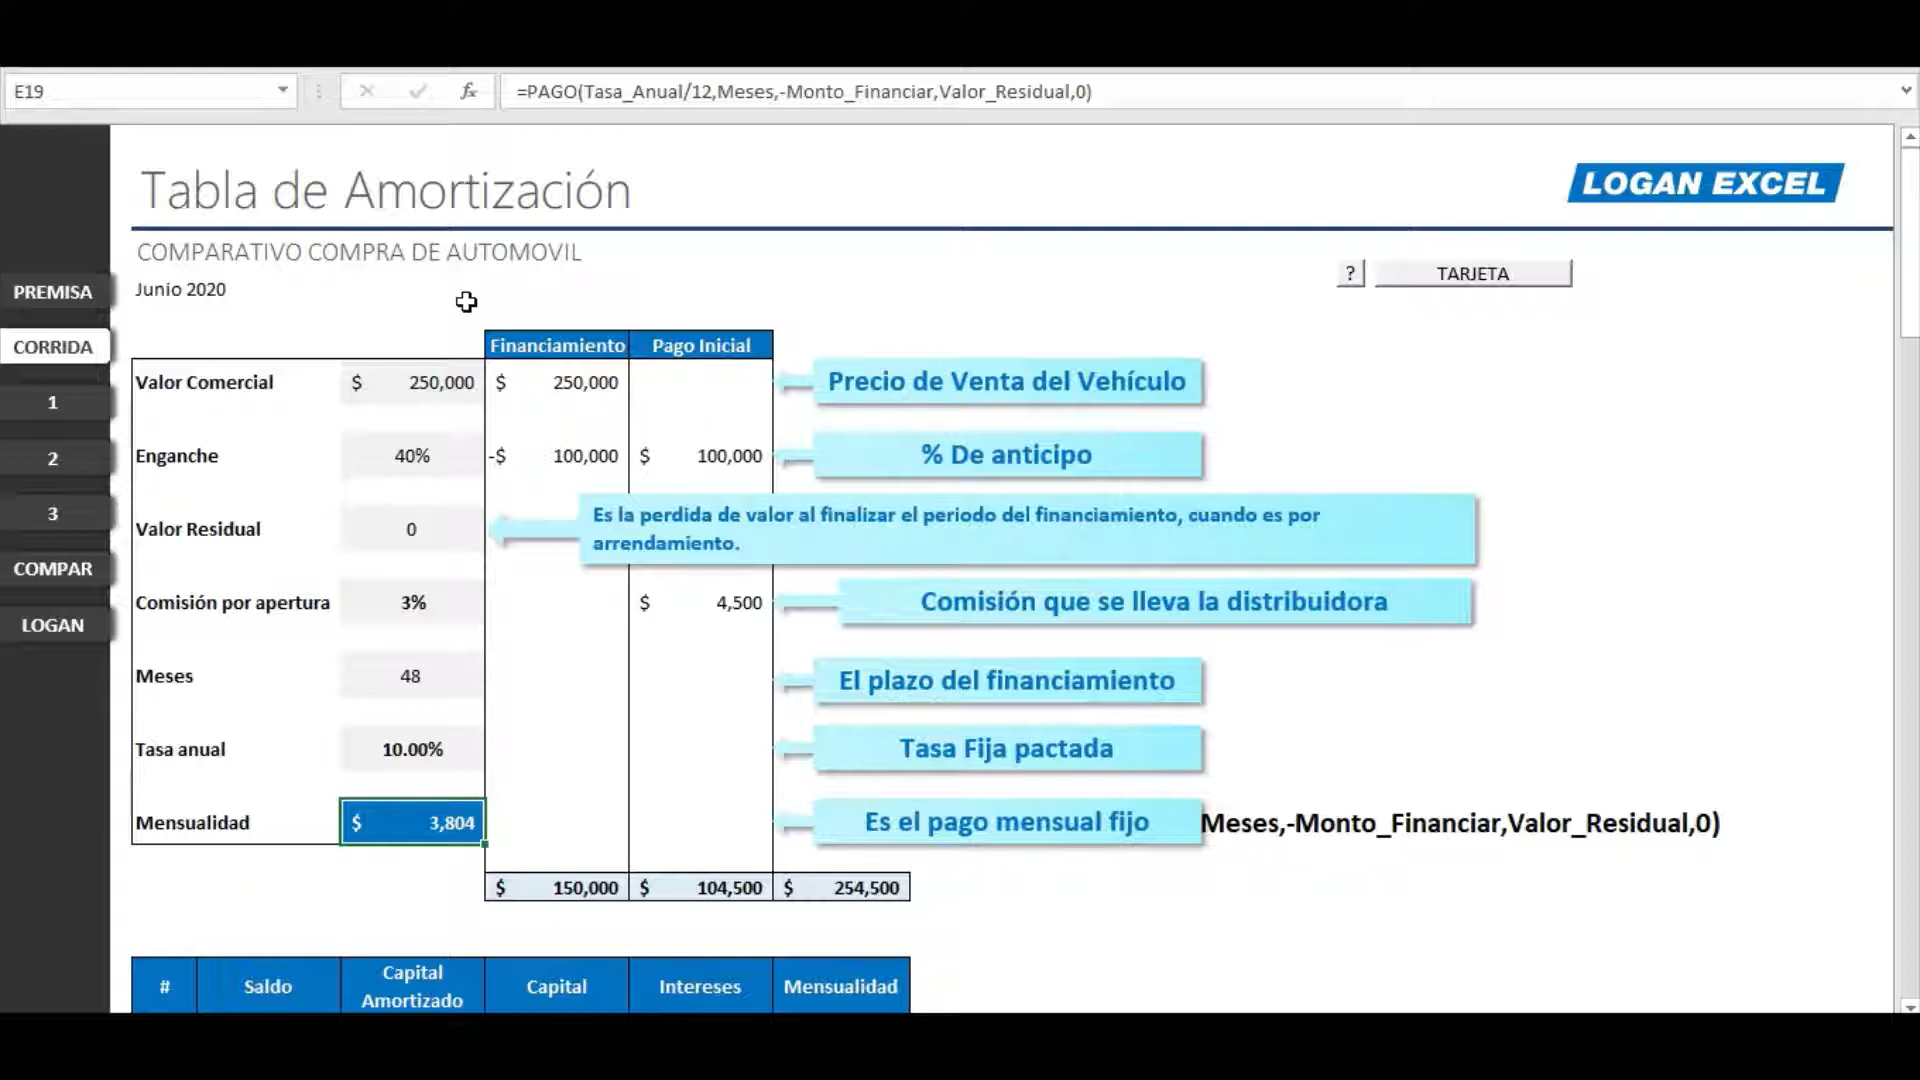 E19
fx
=PAGO(Tasa_Anual/12,Meses,-Monto_Financiar,Valor_Residual,0)
Tabla de Amortización
LOGAN EXCEL
COMPARATIVO COMPRA DE AUTOMOVIL
Junio 2020
? TARJETA
PREMISA
CORRIDA
1
2
3
COMPAR
LOGAN
Financiamiento Pago Inicial
Valor Comercial $ 250,000 $ 250,000 Precio de Venta del Vehículo
Enganche 40% -$ 100,000 $ 100,000 % De anticipo
Valor Residual 0 Es la perdida de valor al finalizar el periodo del financiamiento, cuando es por
arrendamiento.
Comisión por apertura 3% $ 4,500 Comisión que se lleva la distribuidora
Meses 48 El plazo del financiamiento
Tasa anual 10.00% Tasa Fija pactada
Mensualidad $ 3,804 Es el pago mensual fijo Meses,-Monto_Financiar,Valor_Residual,0)
$ 150,000 $ 104,500 $ 254,500
# Saldo Capital
Amortizado Capital Intereses Mensualidad